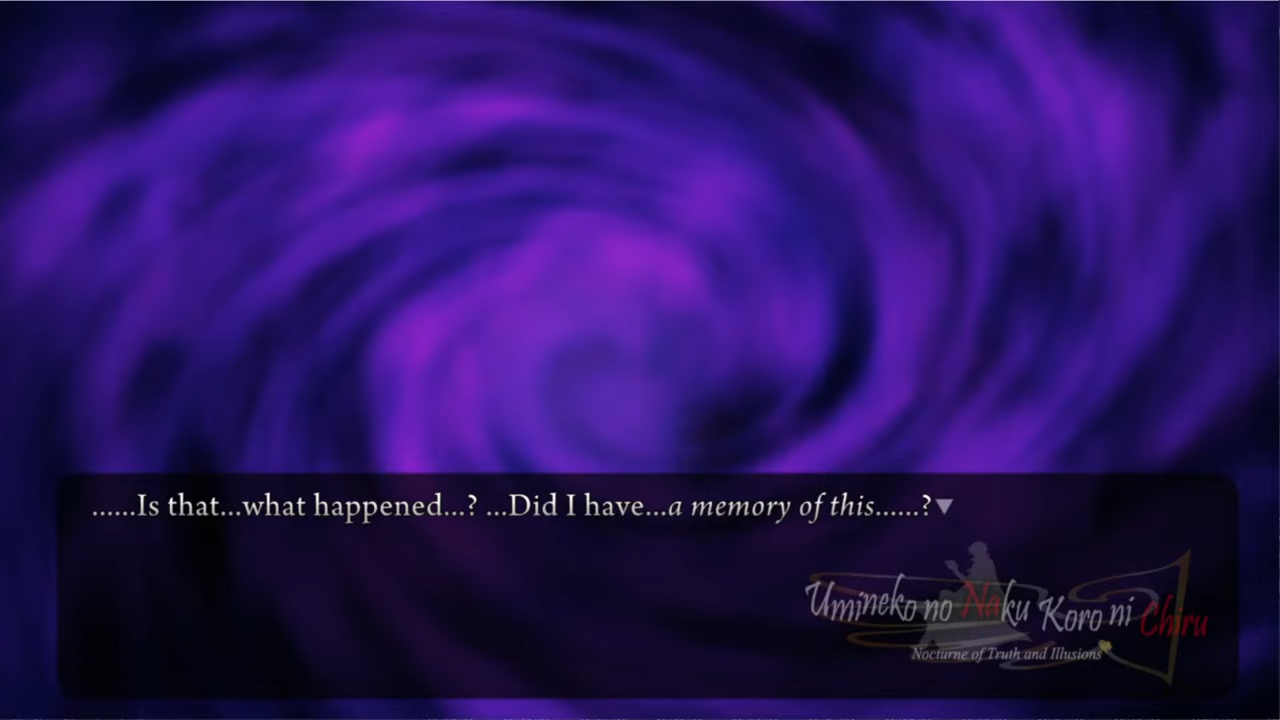 ......Is that...what happened...? ...Did I have...a memory of this......?
Umineko no Naku Koro ni Chiru
Nocturne of Truth and Illusions